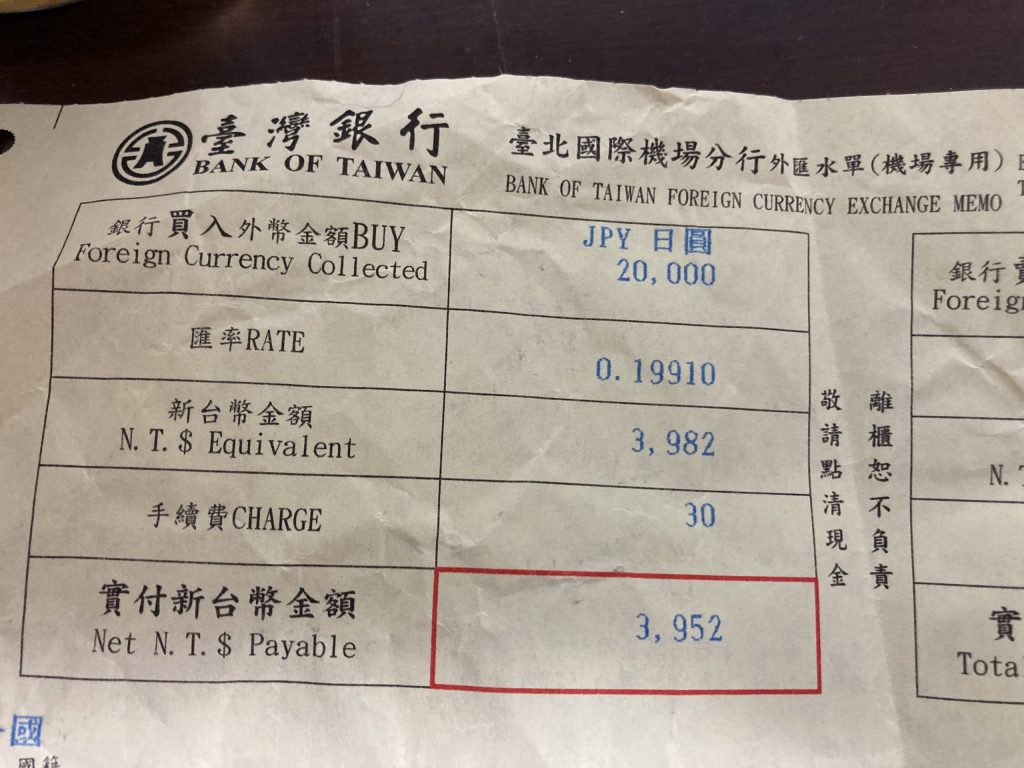 臺灣銀行
BANK OF TAIWAN
臺北國際機場分行外匯水單(機場專用)
BANK OF TAIWAN FOREIGN CURRENCY EXCHANGE MEMO
銀行買入外幣金額BUY
Foreign Currency Collected
JPY 日圓
20,000
匯率RATE
0.19910
新台幣金額
N.T.$ Equivalent
3,982
手續費CHARGE
30
實付新台幣金額
Net N.T.$ Payable
3,952
敬請點清現金
離櫃恕不負責
銀行
Foreign
N.
實
Tota
國
國籍